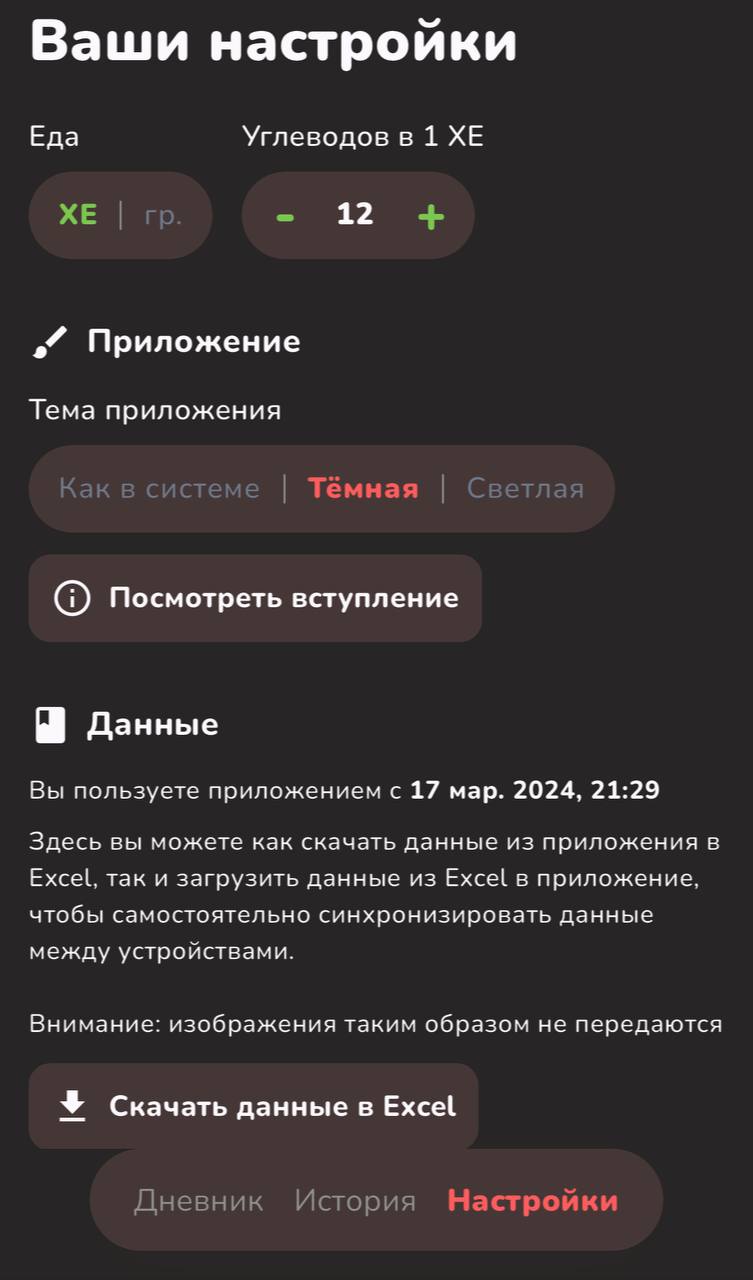 Ваши настройки
Еда
Углеводов в 1 ХЕ
ХЕ | гр.
- 12 +
Приложение
Тема приложения
Как в системе | Тёмная | Светлая
Посмотреть вступление
Данные
Вы пользуете приложением с 17 мар. 2024, 21:29
Здесь вы можете как скачать данные из приложения в
Excel, так и загрузить данные из Excel в приложение,
чтобы самостоятельно синхронизировать данные
между устройствами.
Внимание: изображения таким образом не передаются
Скачать данные в Excel
Дневник История Настройки